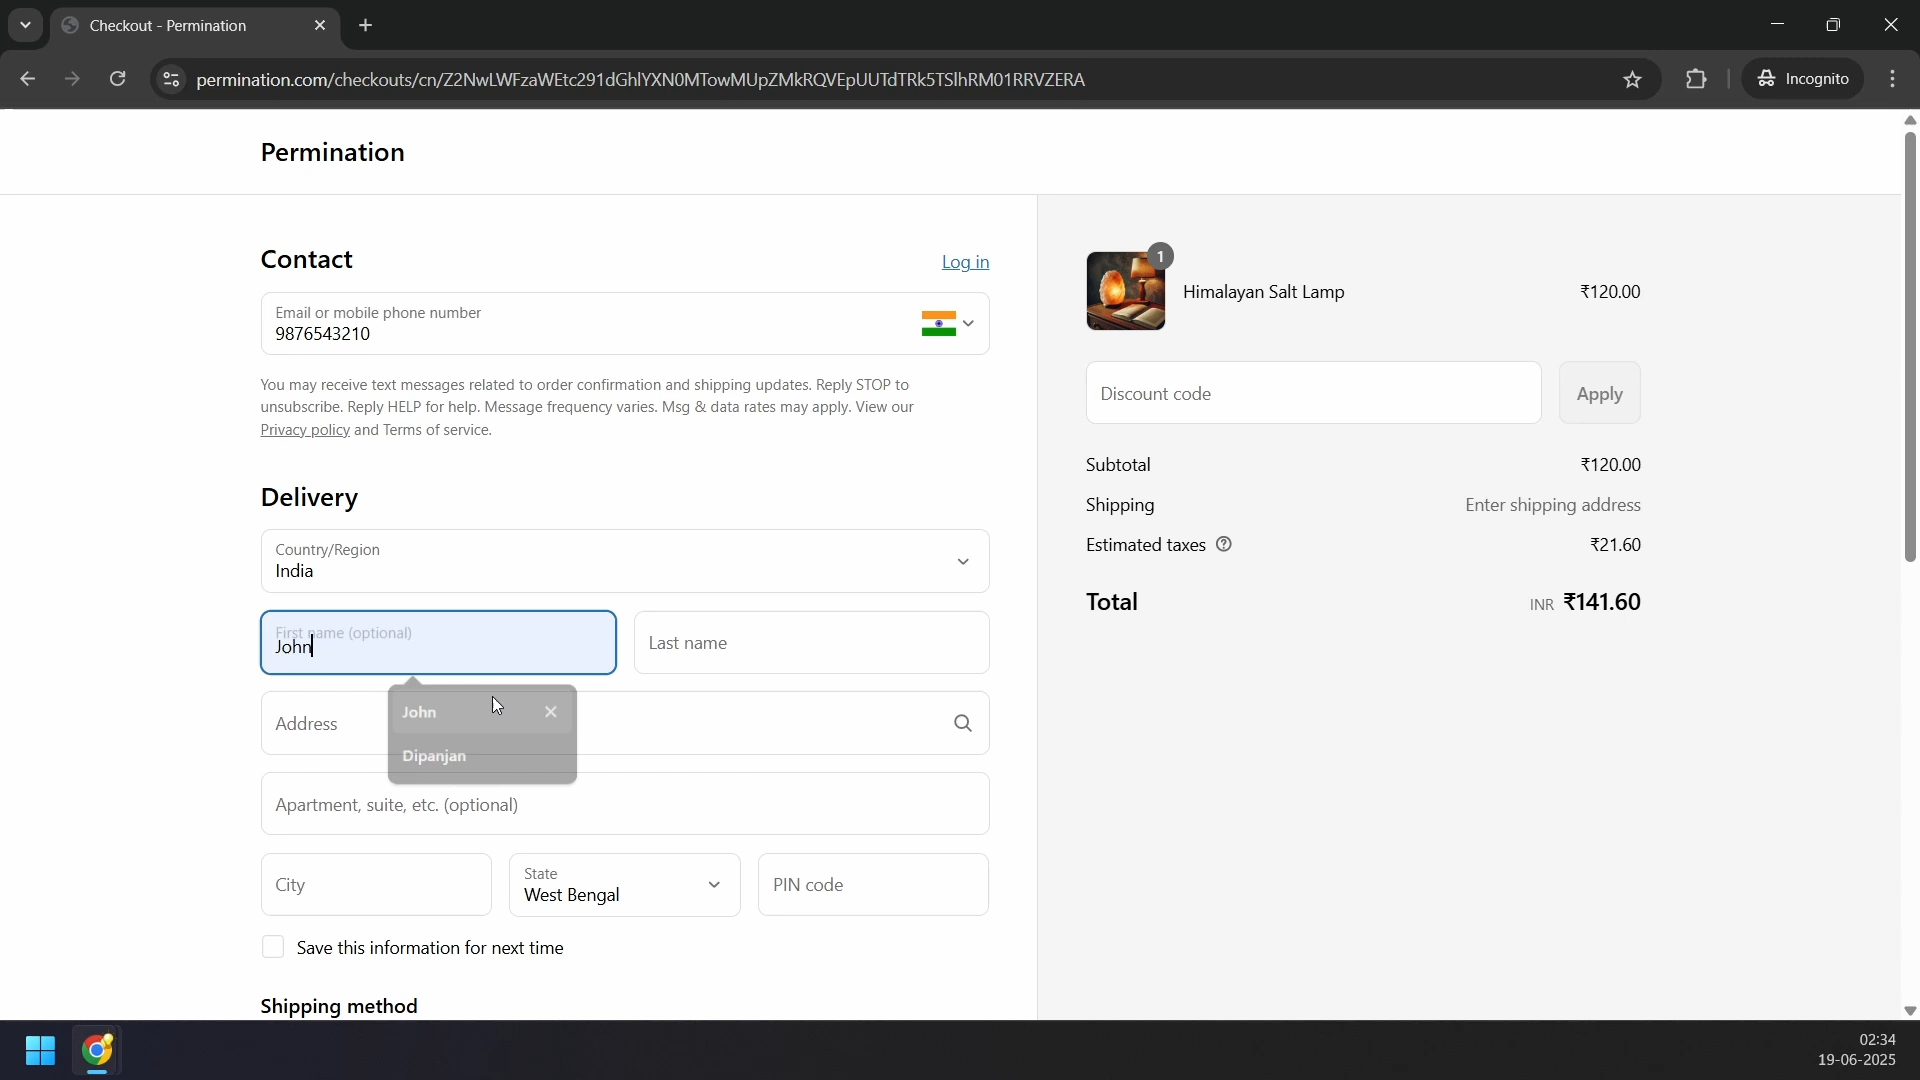 Checkout - Permination
permination.com/checkouts/cn/Z2NwLWFzaWEtc291dGhlYXN0MTowMUpZMkRQVEpUUTdTRk5TSlhRM01RRVZERA
Incognito
Permination
Contact
Log in
Email or mobile phone number
9876543210
You may receive text messages related to order confirmation and shipping updates. Reply STOP to
unsubscribe. Reply HELP for help. Message frequency varies. Msg & data rates may apply. View our
Privacy policy and Terms of service.
Delivery
Country/Region
India
First name (optional)
John
Last name
John
Dipanjan
Address
Apartment, suite, etc. (optional)
City
State
West Bengal
PIN code
Save this information for next time
Shipping method
1
Himalayan Salt Lamp
₹120.00
Discount code
Apply
Subtotal
₹120.00
Shipping
Enter shipping address
Estimated taxes
₹21.60
Total
INR ₹141.60
02:34
19-06-2025